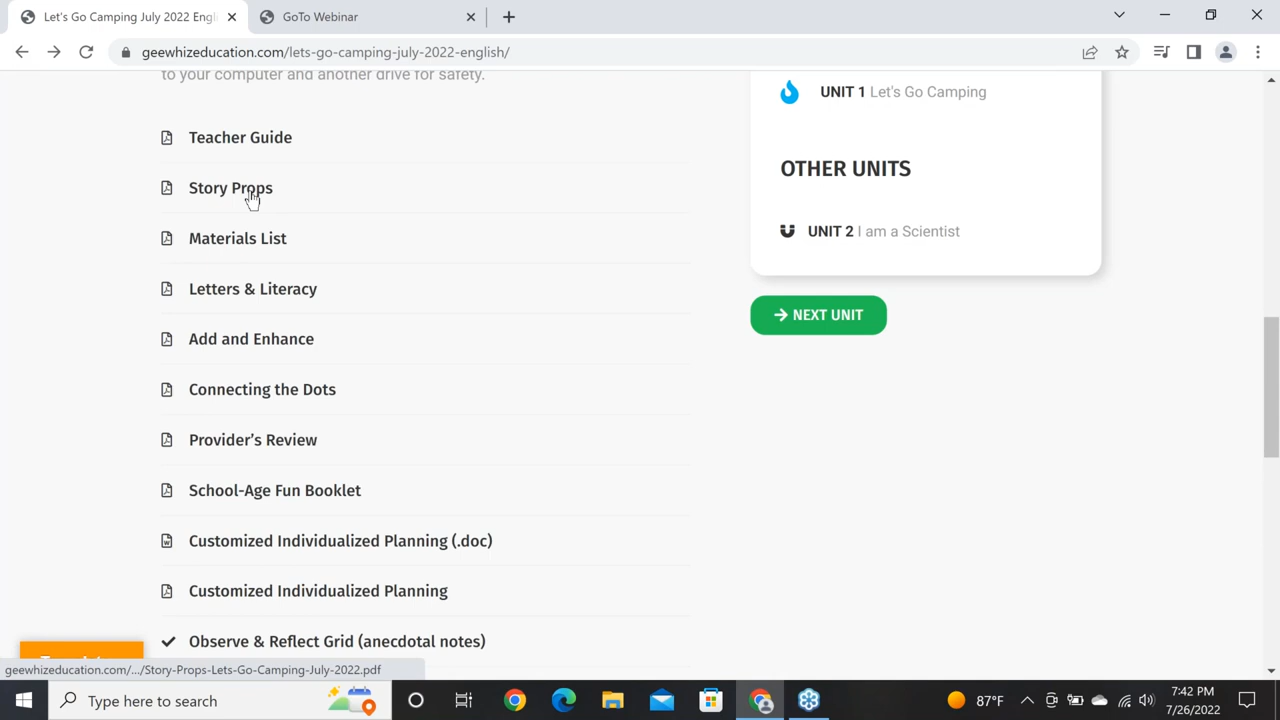 Let's Go Camping July 2022 Engl
GoTo Webinar
geewhizeducation.com/lets-go-camping-july-2022-english/
to your computer and another drive for safety.
Teacher Guide
Story Props
Materials List
Letters & Literacy
Add and Enhance
Connecting the Dots
Provider's Review
School-Age Fun Booklet
Customized Individualized Planning (.doc)
Customized Individualized Planning
Observe & Reflect Grid (anecdotal notes)
UNIT 1 Let's Go Camping
OTHER UNITS
UNIT 2 I am a Scientist
NEXT UNIT
geewhizeducation.com/.../Story-Props-Lets-Go-Camping-July-2022.pdf
Type here to search
87°F
7:42 PM
7/26/2022